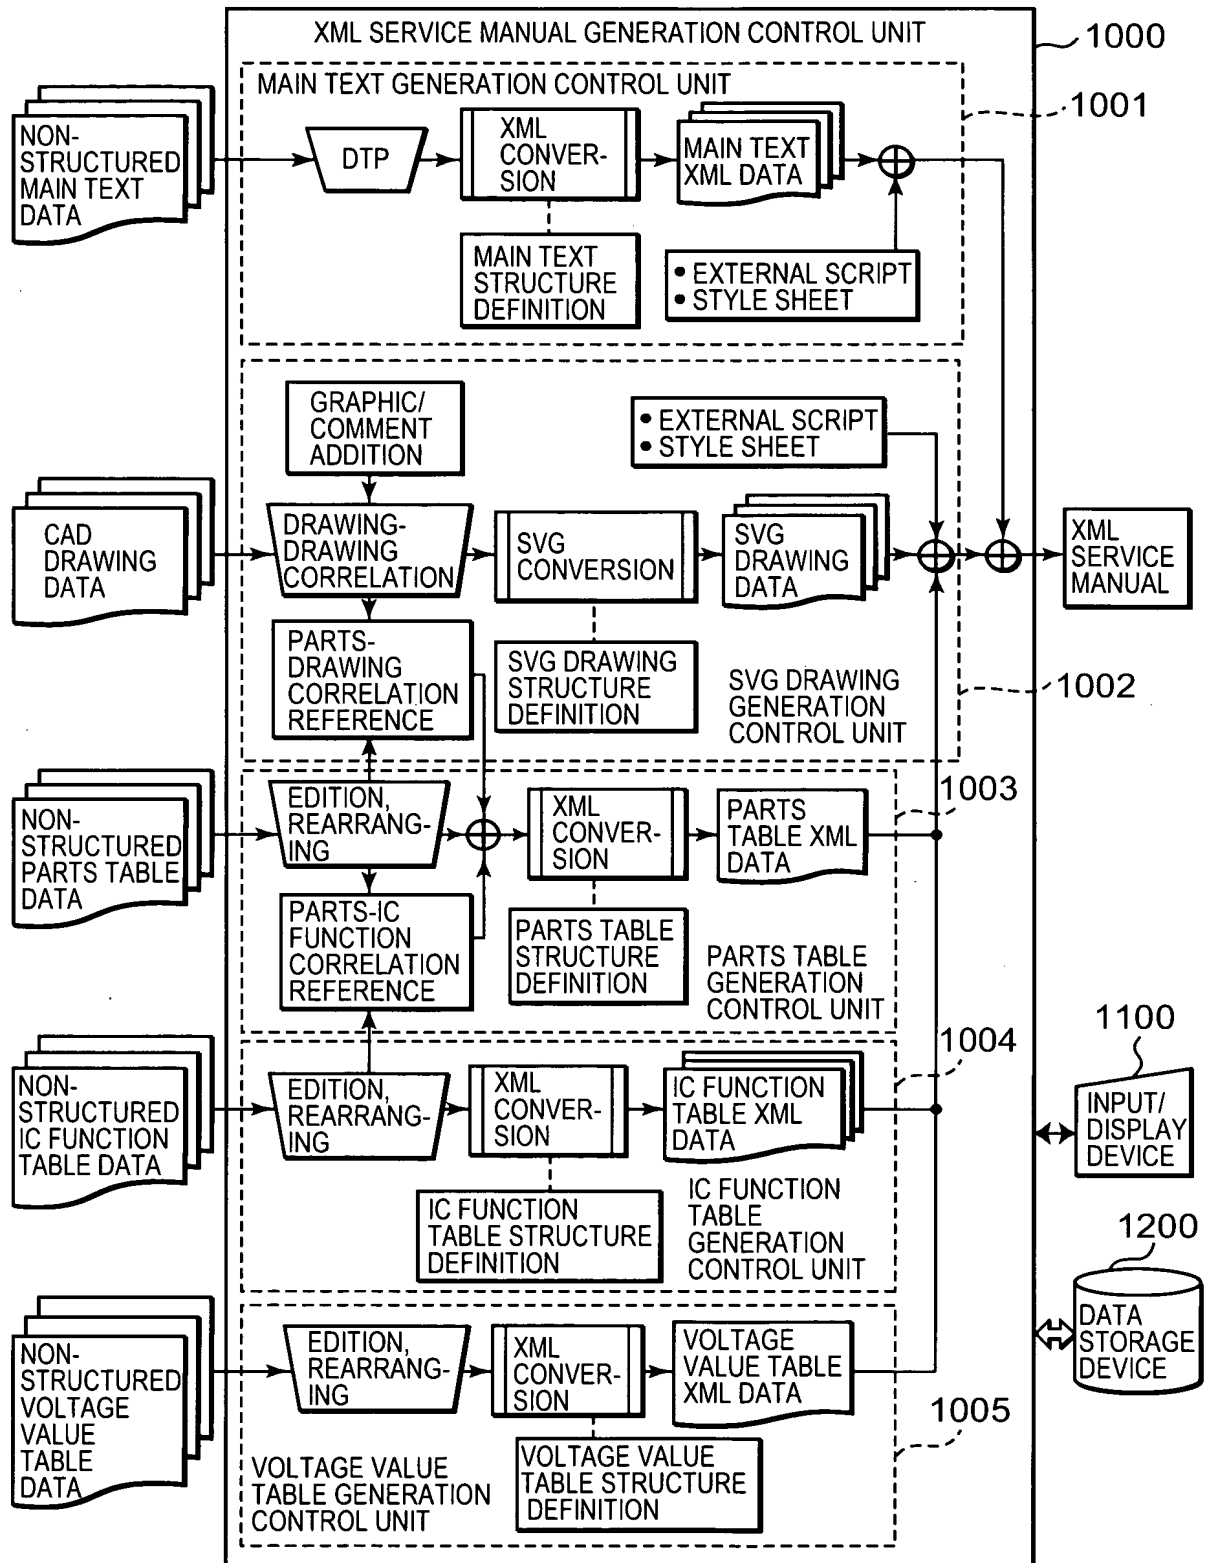 XML SERVICE MANUAL GENERATION CONTROL UNIT
1000
MAIN TEXT GENERATION CONTROL UNIT
1001
NON-
STRUCTURED
MAIN TEXT
DATA
DTP
XML
CONVER-
SION
MAIN TEXT
XML DATA
MAIN TEXT
STRUCTURE
DEFINITION
• EXTERNAL SCRIPT
• STYLE SHEET
GRAPHIC/
COMMENT
ADDITION
• EXTERNAL SCRIPT
• STYLE SHEET
CAD
DRAWING
DATA
DRAWING-
DRAWING
CORRELATION
SVG
CONVERSION
SVG
DRAWING
DATA
XML
SERVICE
MANUAL
PARTS-
DRAWING
CORRELATION
REFERENCE
SVG DRAWING
STRUCTURE
DEFINITION
SVG DRAWING
GENERATION
CONTROL UNIT
1002
1003
NON-
STRUCTURED
PARTS TABLE
DATA
EDITION,
REARRANG-
ING
XML
CONVER-
SION
PARTS
TABLE XML
DATA
PARTS-IC
FUNCTION
CORRELATION
REFERENCE
PARTS TABLE
STRUCTURE
DEFINITION
PARTS TABLE
GENERATION
CONTROL UNIT
1004
NON-
STRUCTURED
IC FUNCTION
TABLE DATA
EDITION,
REARRANG-
ING
XML
CONVER-
SION
IC FUNCTION
TABLE XML
DATA
1100
INPUT/
DISPLAY
DEVICE
IC FUNCTION
TABLE STRUCTURE
DEFINITION
IC FUNCTION
TABLE
GENERATION
CONTROL UNIT
1200
DATA
STORAGE
DEVICE
NON-
STRUCTURED
VOLTAGE
VALUE
TABLE
DATA
EDITION,
REARRANG-
ING
XML
CONVER-
SION
VOLTAGE
VALUE TABLE
XML DATA
1005
VOLTAGE VALUE
TABLE GENERATION
CONTROL UNIT
VOLTAGE VALUE
TABLE STRUCTURE
DEFINITION